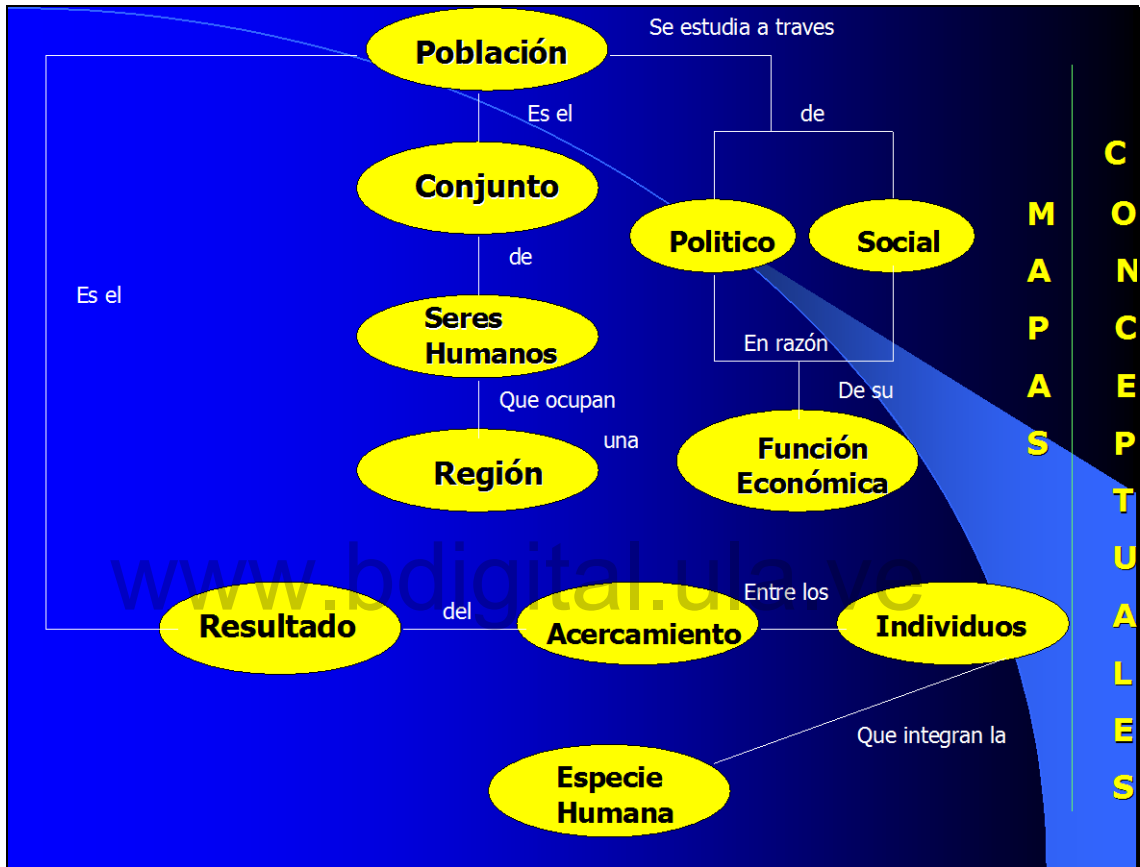 Población
Se estudia a traves
Es el
de
Conjunto
Politico
Social
de
Es el
Seres
Humanos
En razón
Que ocupan
De su
una
Región
Función
Económica
www.bdigital.ula.ve
Resultado
del
Acercamiento
Entre los
Individuos
Que integran la
Especie
Humana
MAPAS
CONCEPTUALES